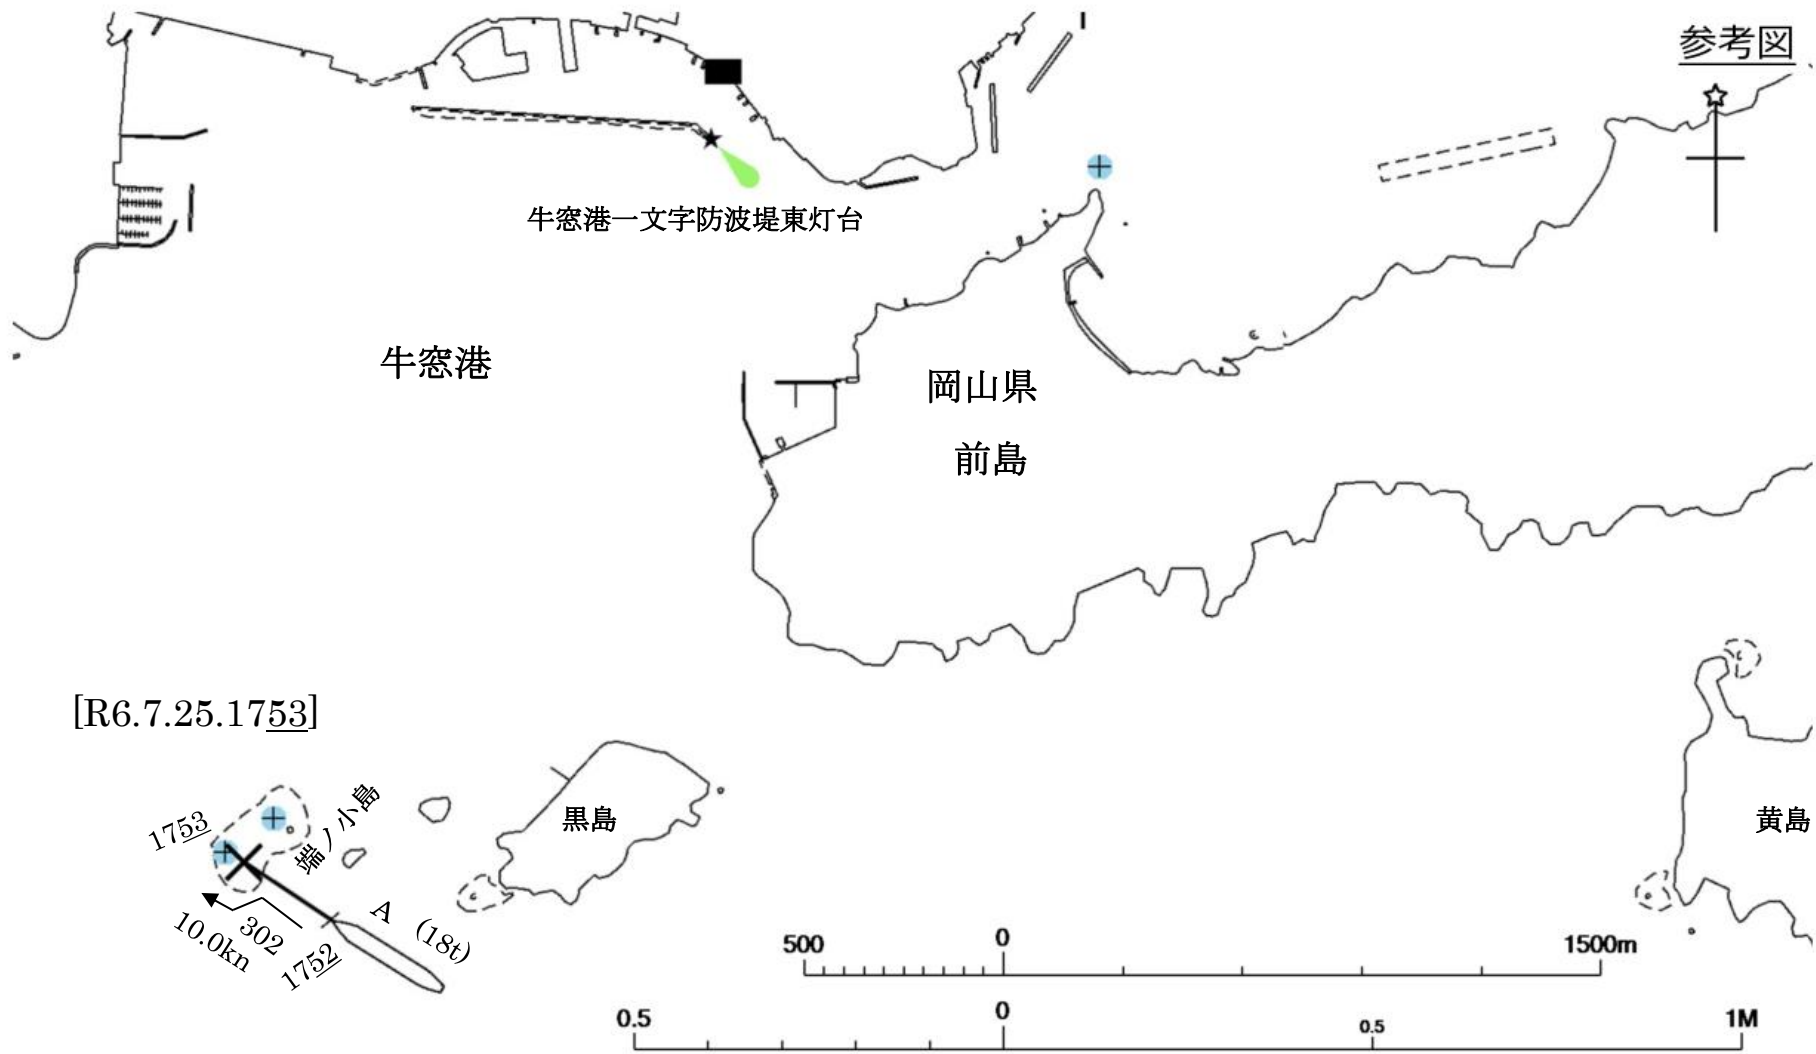 参考図
牛窓港一文字防波堤東灯台
牛窓港
岡山県
前島
[R6.7.25.1753]
端ノ小島
黒島
黄島
1753
A (18t)
302
10.0kn
1752
500 0 1500m
0.5 0 0.5 1M